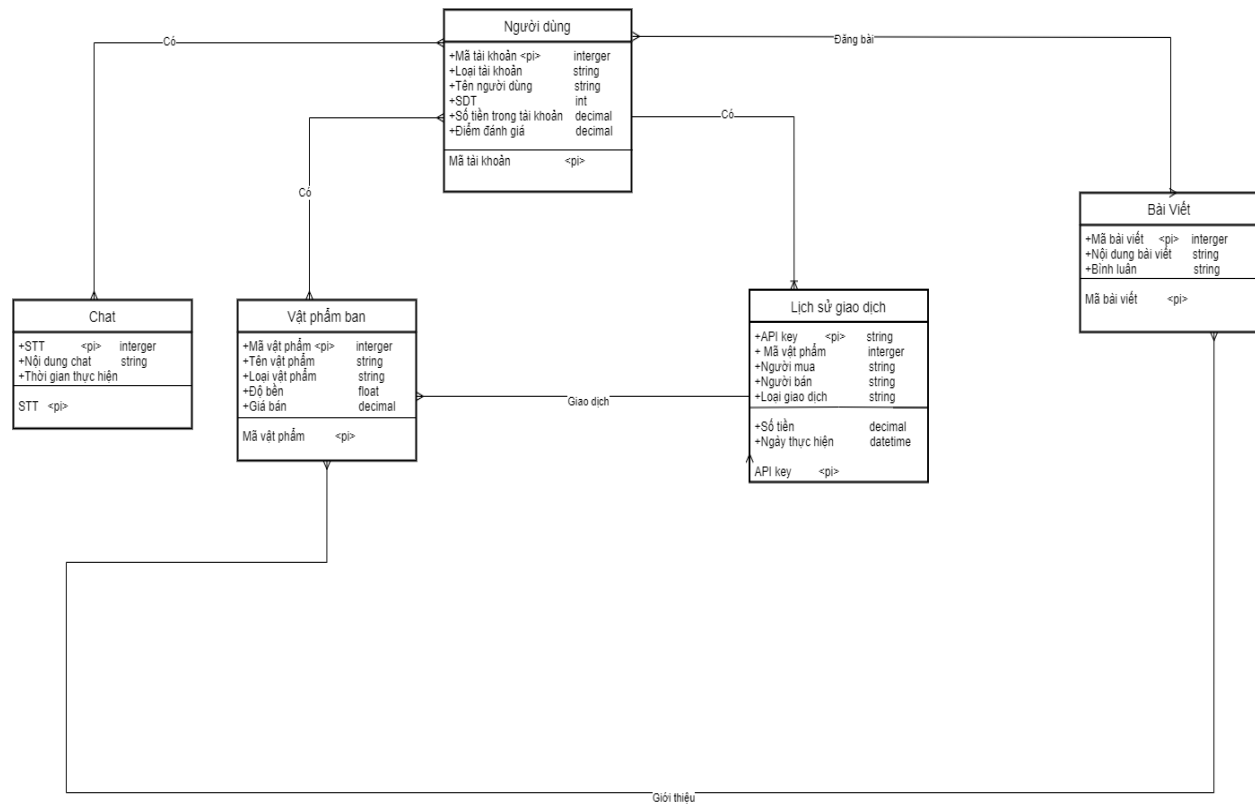 Người dùng
+Mã tài khoản <pi> interger
+Loại tài khoản string
+Tên người dùng string
+SDT int
+Số tiền trong tài khoản decimal
+Điểm đánh giá decimal
Mã tài khoản <pi>
Có
Đăng bài
Có
Có
Bài Viết
+Mã bài viết <pi> interger
+Nội dung bài viết string
+Bình luân string
Mã bài viết <pi>
Chat
+STT <pi> interger
+Nội dung chat string
+Thời gian thực hiện
STT <pi>
Vật phẩm ban
+Mã vật phẩm <pi> interger
+Tên vật phẩm string
+Loại vật phẩm string
+Độ bền float
+Giá bán decimal
Mã vật phẩm <pi>
Giao dịch
Lịch sử giao dịch
+API key <pi> string
+ Mã vật phẩm interger
+Người mua string
+Người bán string
+Loại giao dịch string
+Số tiền decimal
+Ngày thực hiện datetime
API key <pi>
Giới thiệu